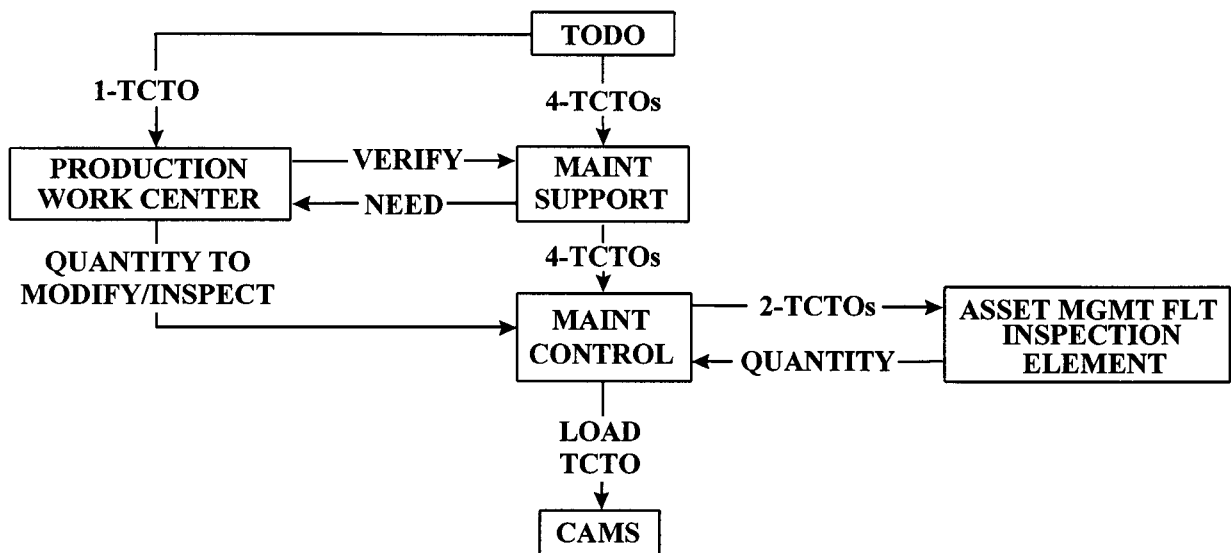 TODO
1-TCTO
4-TCTOs
PRODUCTION
WORK CENTER
VERIFY
NEED
MAINT
SUPPORT
QUANTITY TO
MODIFY/INSPECT
4-TCTOs
MAINT
CONTROL
2-TCTOs
QUANTITY
ASSET MGMT FLT
INSPECTION
ELEMENT
LOAD
TCTO
CAMS